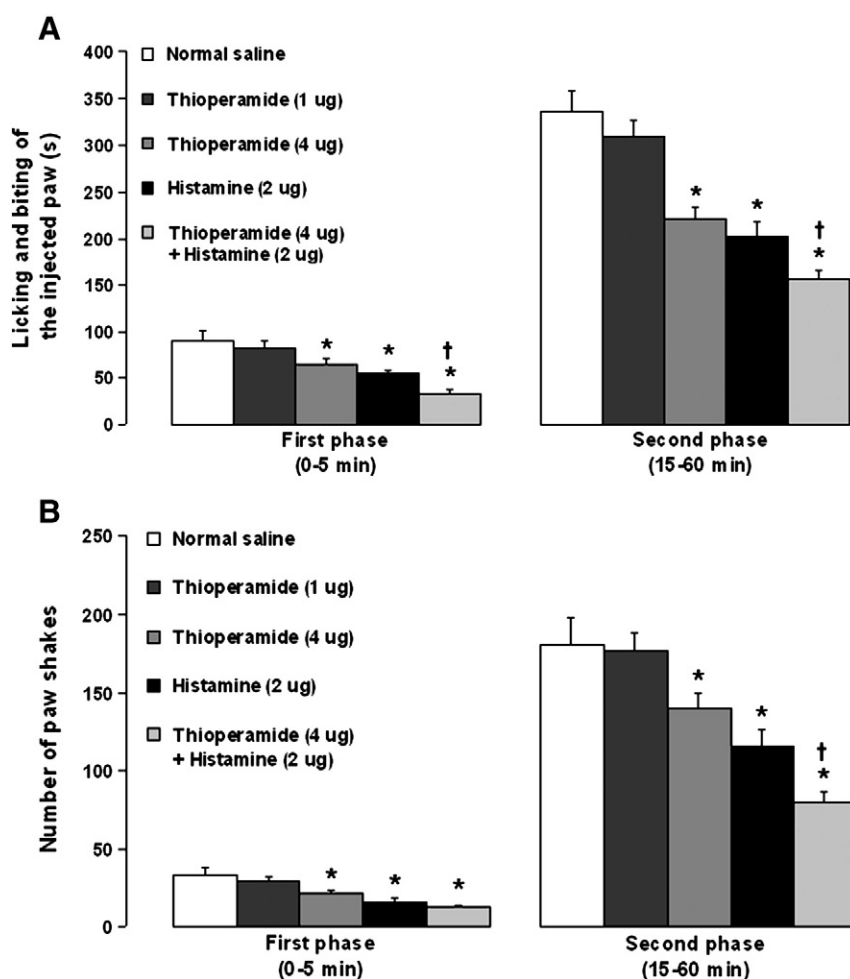 A
Licking and biting of
the injected paw (s)
400
350
300
250
200
150
100
50
0
Normal saline
Thioperamide (1 ug)
Thioperamide (4 ug)
Histamine (2 ug)
Thioperamide (4 ug)
+ Histamine (2 ug)
*
*
†
*
*
*
†
*
First phase
(0-5 min)
Second phase
(15-60 min)
B
Number of paw shakes
250
200
150
100
50
0
Normal saline
Thioperamide (1 ug)
Thioperamide (4 ug)
Histamine (2 ug)
Thioperamide (4 ug)
+ Histamine (2 ug)
*
*
*
*
*
†
*
First phase
(0-5 min)
Second phase
(15-60 min)